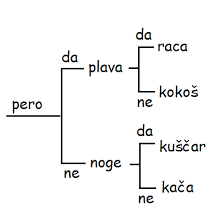 da
raca
da
plava
kokoš
ne
pero
da
kuščar
noge
ne
kača
ne